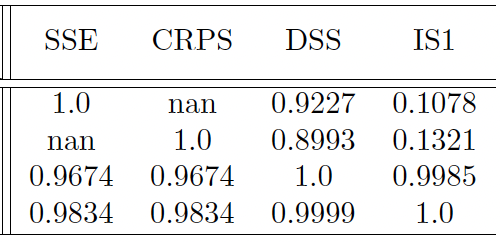 SSE CRPS DSS IS1
1.0 nan 0.9227 0.1078
nan 1.0 0.8993 0.1321
0.9674 0.9674 1.0 0.9985
0.9834 0.9834 0.9999 1.0